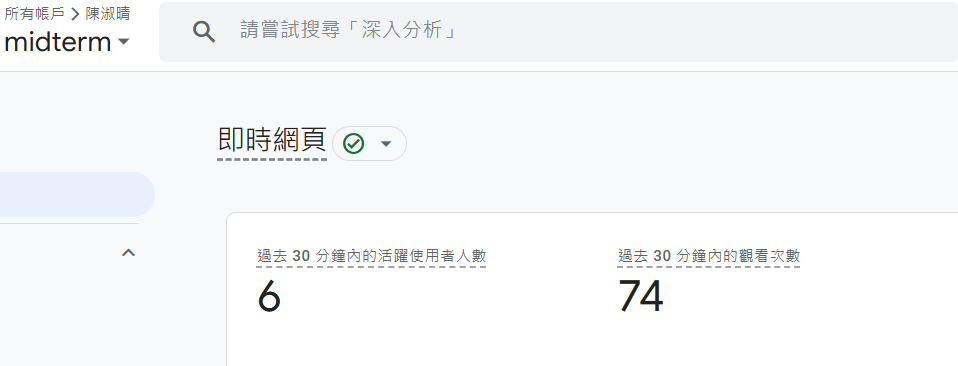 所有帳戶 > 陳淑晴
midterm
請嘗試搜尋「深入分析」
即時網頁
過去 30 分鐘內的活躍使用者人數
6
過去 30 分鐘內的觀看次數
74